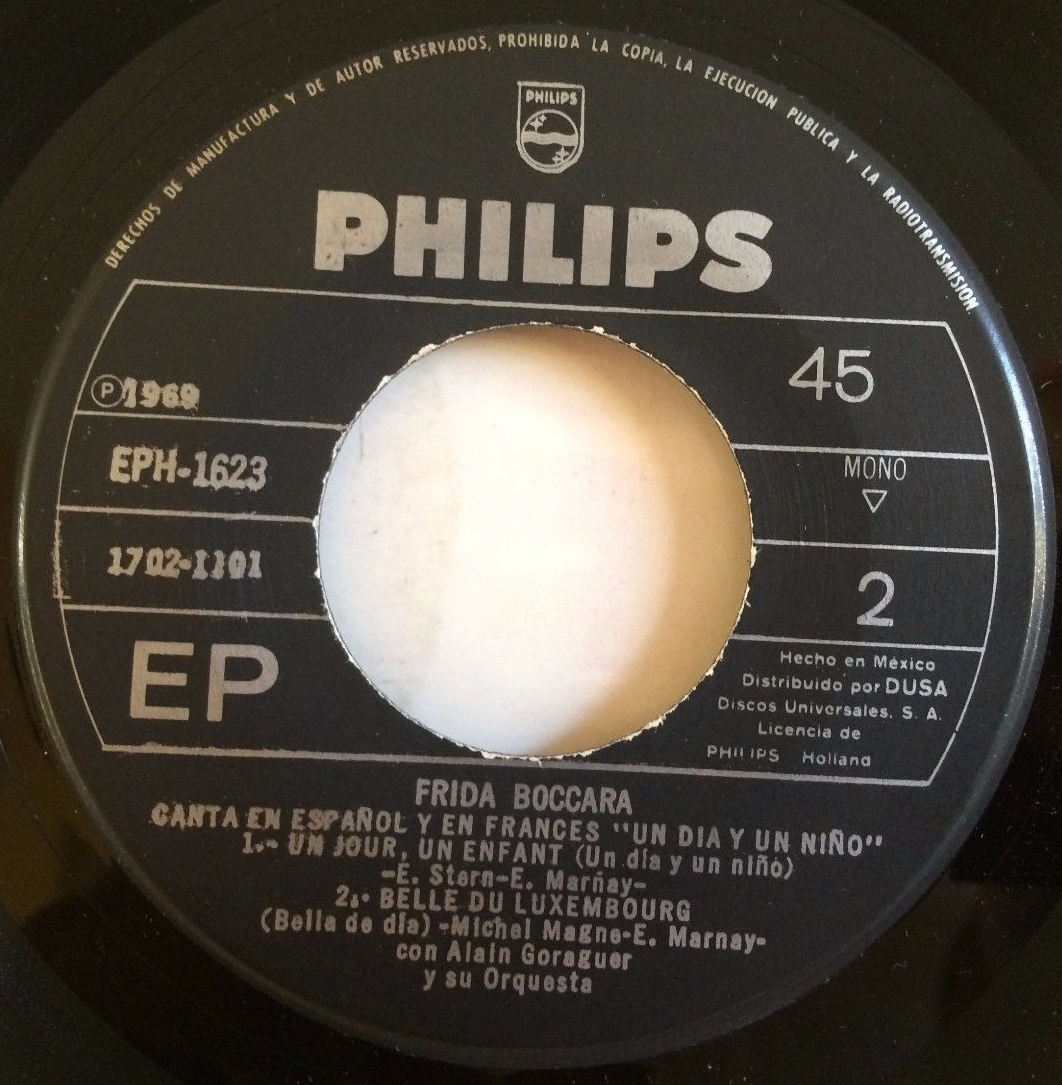 DERECHOS DE MANUFACTURA Y DE AUTOR RESERVADOS, PROHIBIDA LA COPIA, LA EJECUCION PUBLICA Y LA RADIOTRANSMISION
PHILIPS
PHILIPS
45
Ⓟ1969
EPH-1623
MONO
1702-1101
2
EP
Hecho en México
Distribuido por DUSA
Discos Universales. S. A.
Licencia de
PHILIPS Holland
FRIDA BOCCARA
CANTA EN ESPAÑOL Y EN FRANCES "UN DIA Y UN NIÑO"
1.- UN JOUR, UN ENFANT (Un día y un niño)
-E. Stern-E. Marnay-
2.- BELLE DU LUXEMBOURG
(Bella de día) -Michel Magne-E. Marnay-
con Alain Goraguer
y su Orquesta